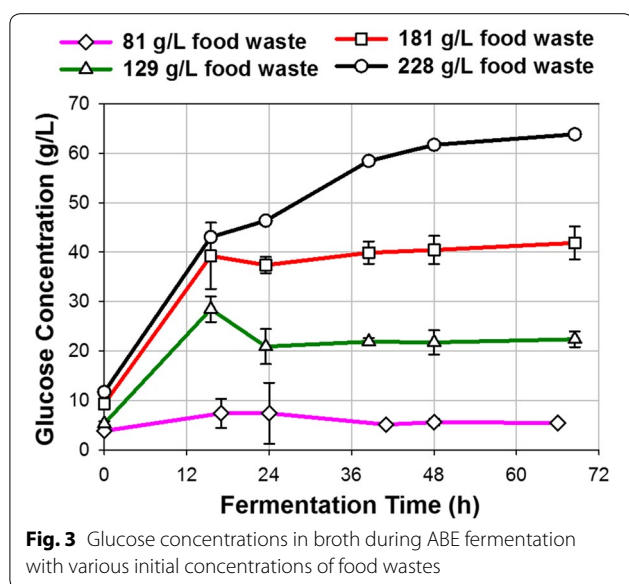 81 g/L food waste
181 g/L food waste
129 g/L food waste
228 g/L food waste
Glucose Concentration (g/L)
70
60
50
40
30
20
10
0
0 12 24 36 48 60 72
Fermentation Time (h)
Fig. 3 Glucose concentrations in broth during ABE fermentation
with various initial concentrations of food wastes